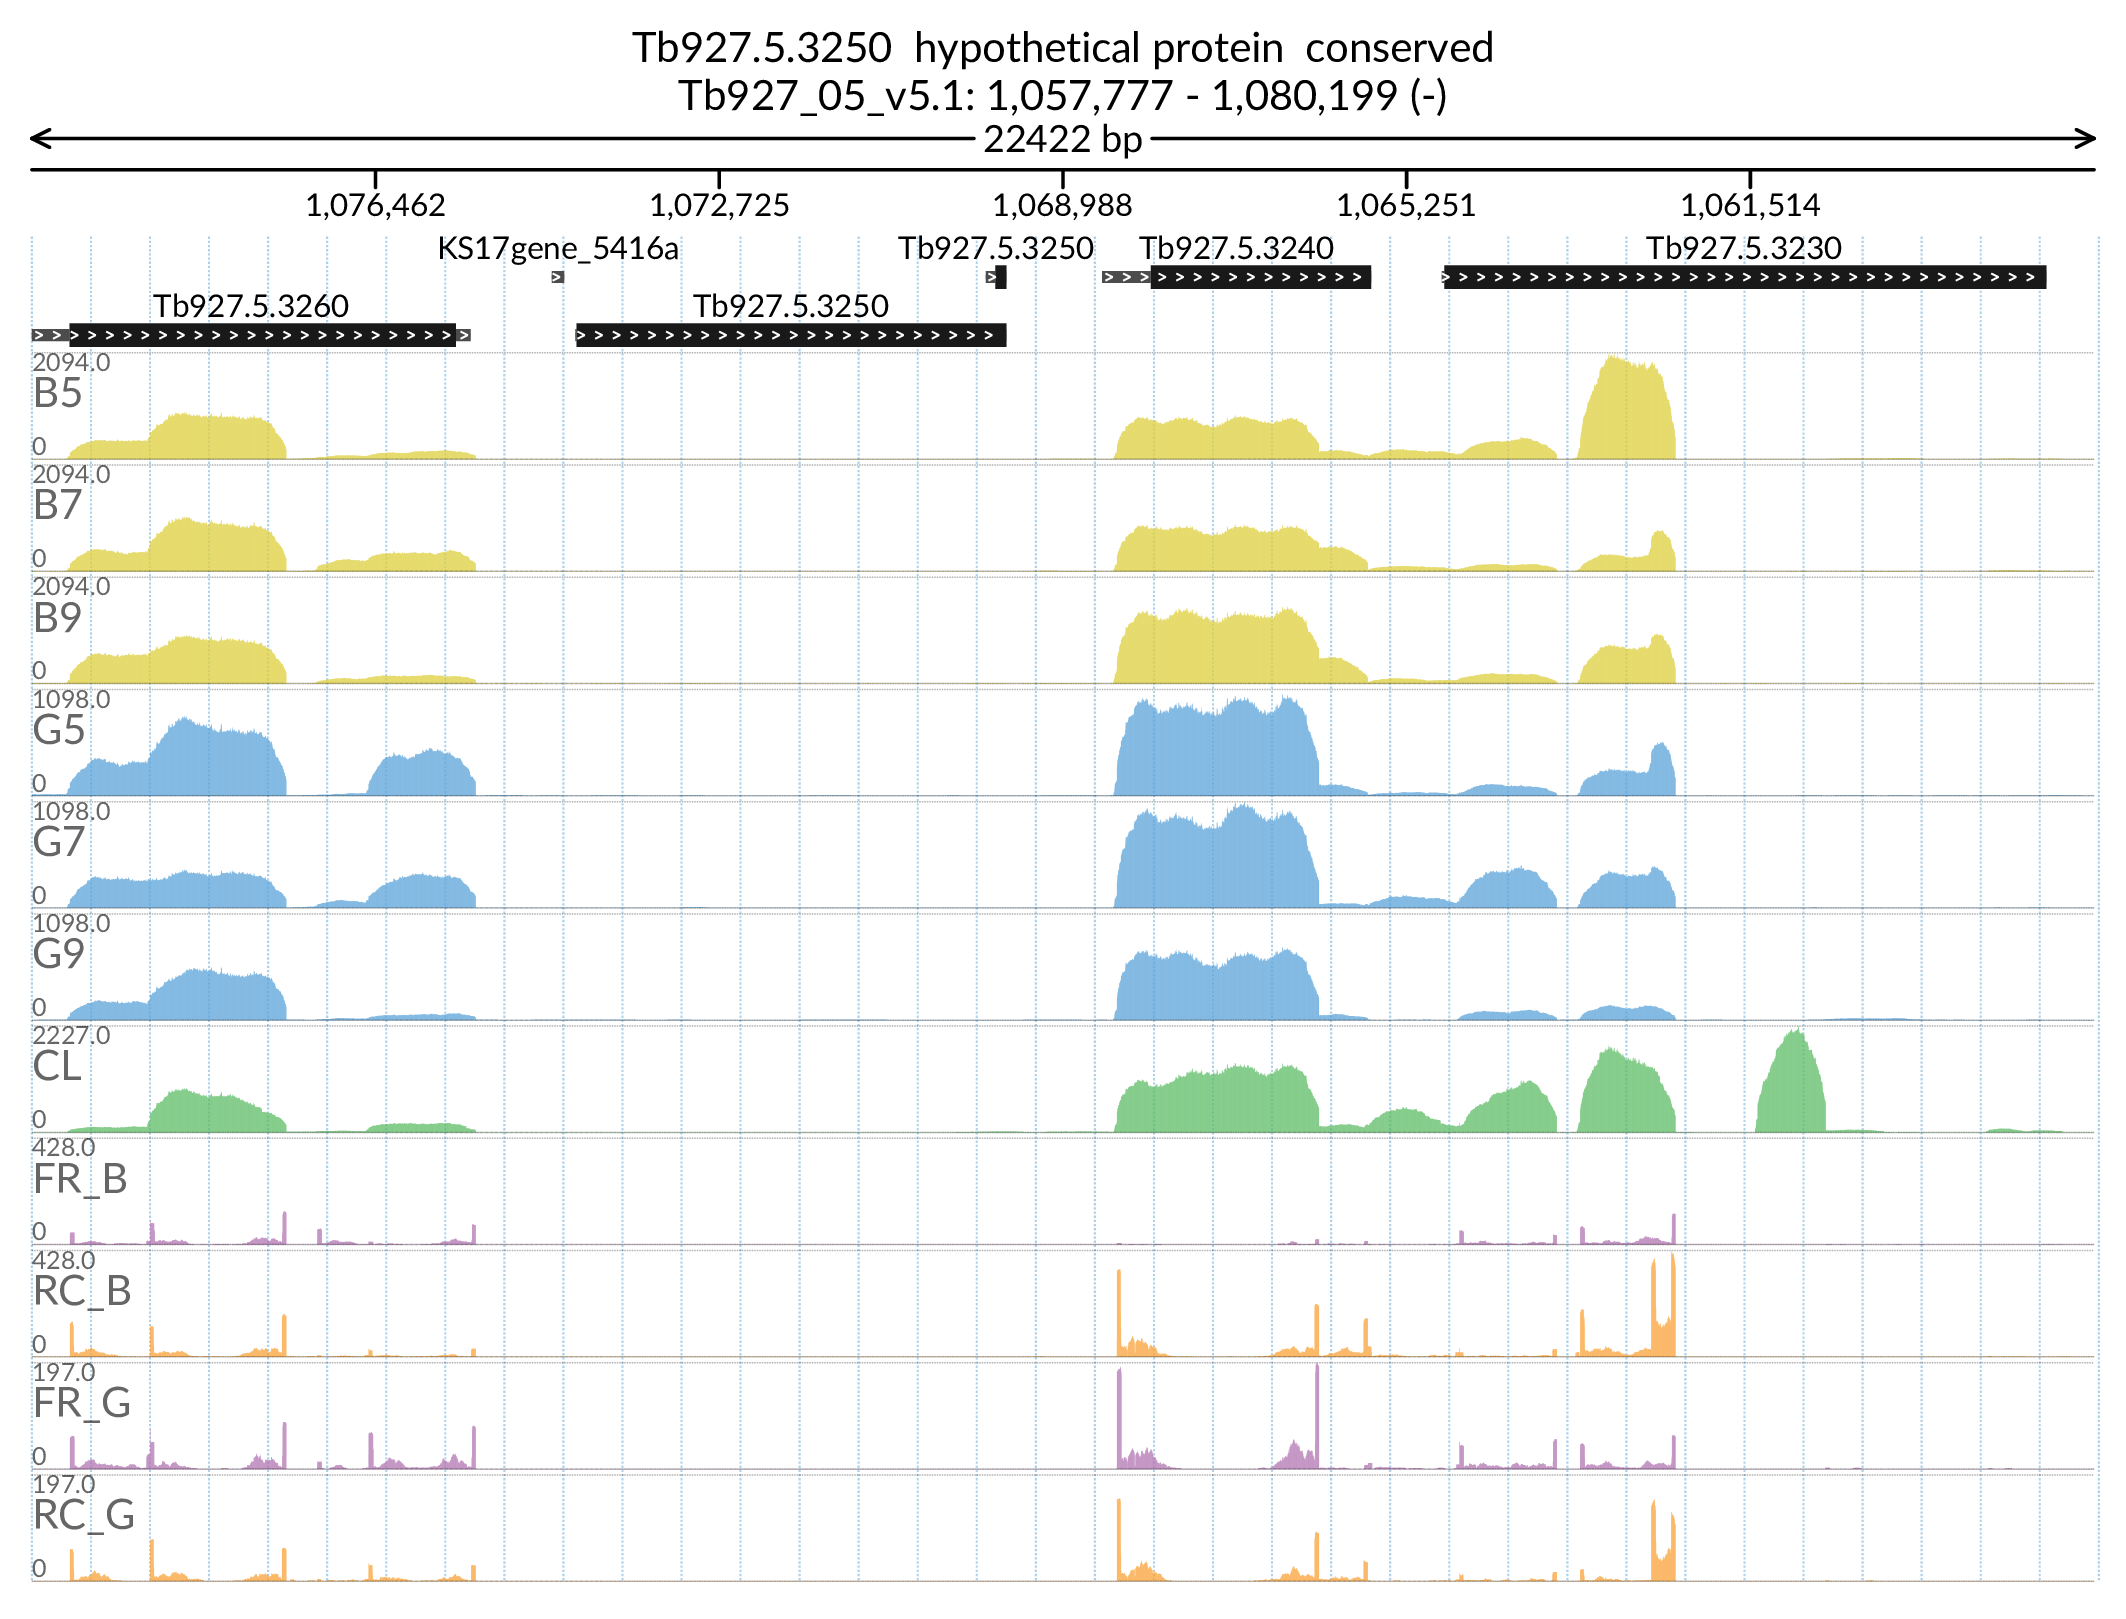 Tb927.5.3250 hypothetical protein conserved
Tb927_05_v5.1: 1,057,777 - 1,080,199 (-)
22422 bp
1,076,462 1,072,725 1,068,988 1,065,251 1,061,514
KS17gene_5416a Tb927.5.3250 Tb927.5.3240 Tb927.5.3230
Tb927.5.3260 Tb927.5.3250
2094.0
B5
0
2094.0
B7
0
2094.0
B9
0
1098.0
G5
0
1098.0
G7
0
1098.0
G9
0
2227.0
CL
0
428.0
FR_B
0
428.0
RC_B
0
197.0
FR_G
0
197.0
RC_G
0